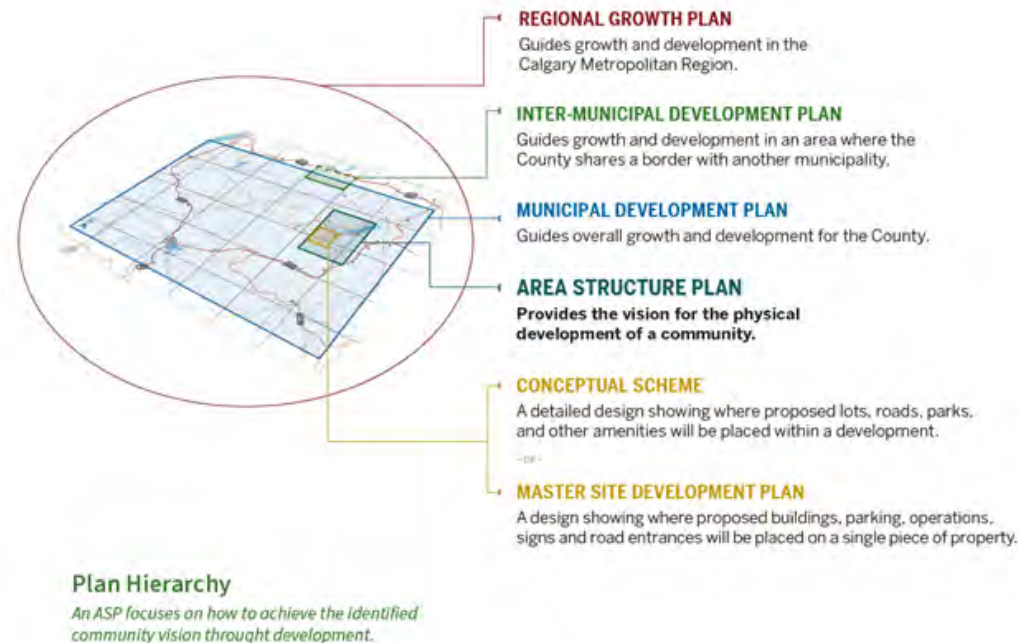 REGIONAL GROWTH PLAN
Guides growth and development in the
Calgary Metropolitan Region.
INTER-MUNICIPAL DEVELOPMENT PLAN
Guides growth and development in an area where the
County shares a border with another municipality.
MUNICIPAL DEVELOPMENT PLAN
Guides overall growth and development for the County.
AREA STRUCTURE PLAN
Provides the vision for the physical
development of a community.
CONCEPTUAL SCHEME
A detailed design showing where proposed lots, roads, parks,
and other amenities will be placed within a development.
- OR -
MASTER SITE DEVELOPMENT PLAN
A design showing where proposed buildings, parking, operations,
signs and road entrances will be placed on a single piece of property.
Plan Hierarchy
An ASP focuses on how to achieve the identified
community vision throught development.